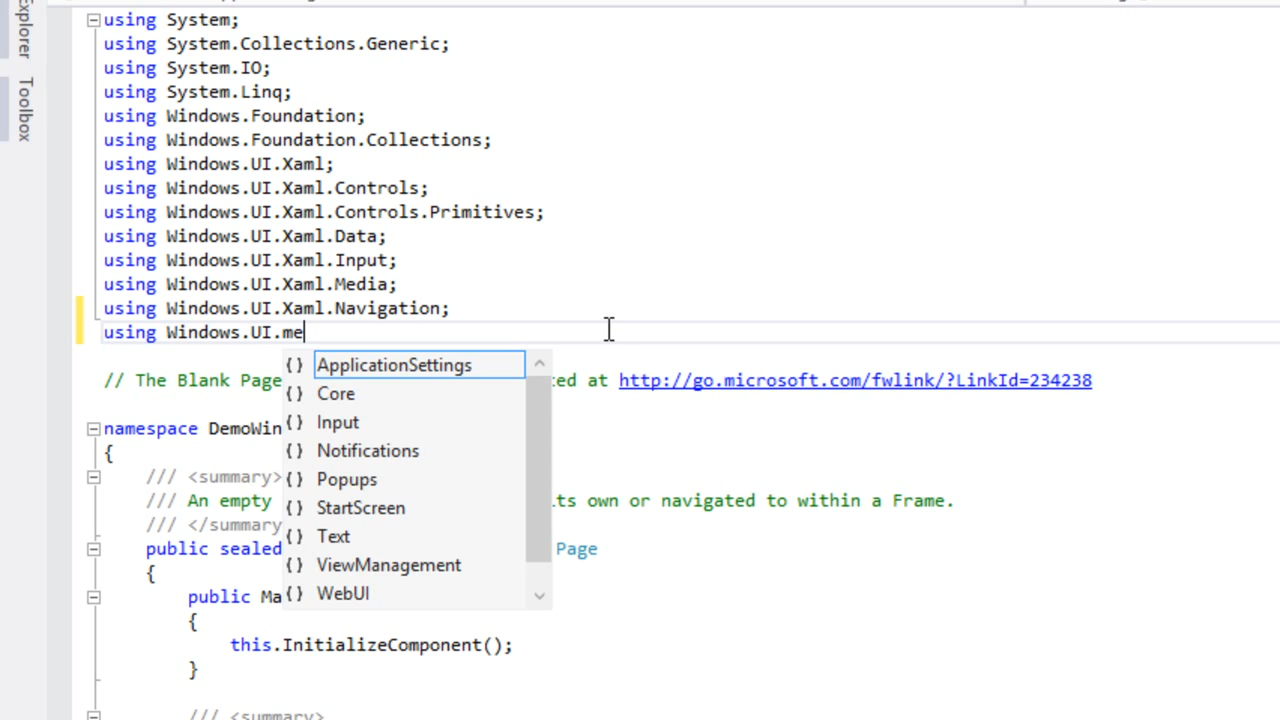 Explorer
Toolbox
using System;
using System.Collections.Generic;
using System.IO;
using System.Linq;
using Windows.Foundation;
using Windows.Foundation.Collections;
using Windows.UI.Xaml;
using Windows.UI.Xaml.Controls;
using Windows.UI.Xaml.Controls.Primitives;
using Windows.UI.Xaml.Data;
using Windows.UI.Xaml.Input;
using Windows.UI.Xaml.Media;
using Windows.UI.Xaml.Navigation;
using Windows.UI.me
ApplicationSettings
Core
Input
Notifications
Popups
StartScreen
Text
ViewManagement
WebUI
// The Blank Page ed at http://go.microsoft.com/fwlink/?LinkId=234238
namespace DemoWin
{
/// <summary>
/// An empty its own or navigated to within a Frame.
/// </summary
public sealed Page
{
public Ma
{
this.InitializeComponent();
}
/// <summary>